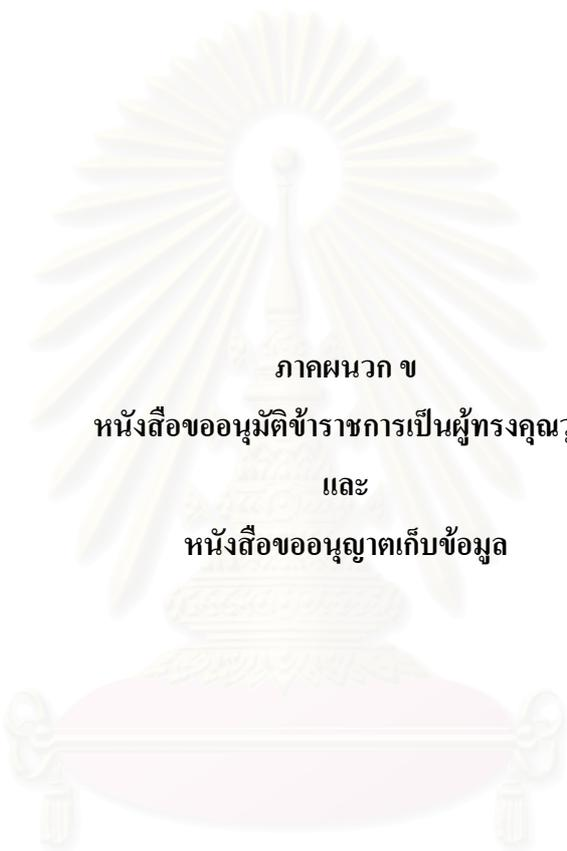 ภาคผนวก ข
หนังสือขออนุมัติข้าราชการเป็นผู้ทรงคุณวุ
และ
หนังสือขออนุญาตเก็บข้อมูล